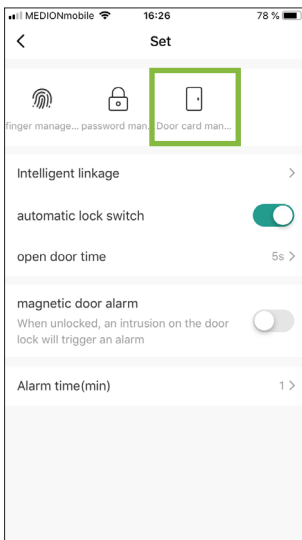 MEDIONmobile 16:26 78 %
Set
finger manage... password man... Door card man...
Intelligent linkage
automatic lock switch
open door time 5s
magnetic door alarm
When unlocked, an intrusion on the door
lock will trigger an alarm
Alarm time(min) 1